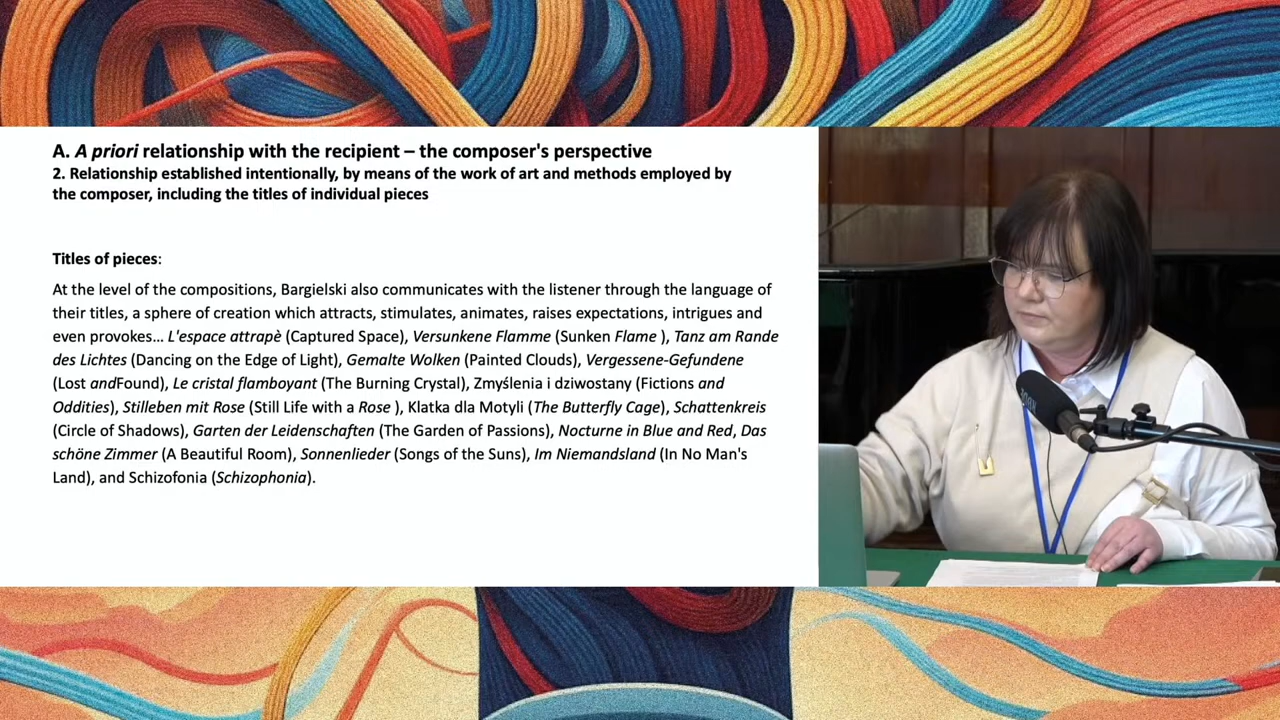 A. A priori relationship with the recipient – the composer's perspective
2. Relationship established intentionally, by means of the work of art and methods employed by
the composer, including the titles of individual pieces
Titles of pieces:
At the level of the compositions, Bargielski also communicates with the listener through the language of
their titles, a sphere of creation which attracts, stimulates, animates, raises expectations, intrigues and
even provokes... L'espace attrapè (Captured Space), Versunkene Flamme (Sunken Flame ), Tanz am Rande
des Lichtes (Dancing on the Edge of Light), Gemalte Wolken (Painted Clouds), Vergessene-Gefundene
(Lost andFound), Le cristal flamboyant (The Burning Crystal), Zmyślenia i dziwostany (Fictions and
Oddities), Stilleben mit Rose (Still Life with a Rose ), Klatka dla Motyli (The Butterfly Cage), Schattenkreis
(Circle of Shadows), Garten der Leidenschaften (The Garden of Passions), Nocturne in Blue and Red, Das
schöne Zimmer (A Beautiful Room), Sonnenlieder (Songs of the Suns), Im Niemandsland (In No Man's
Land), and Schizofonia (Schizophonia).